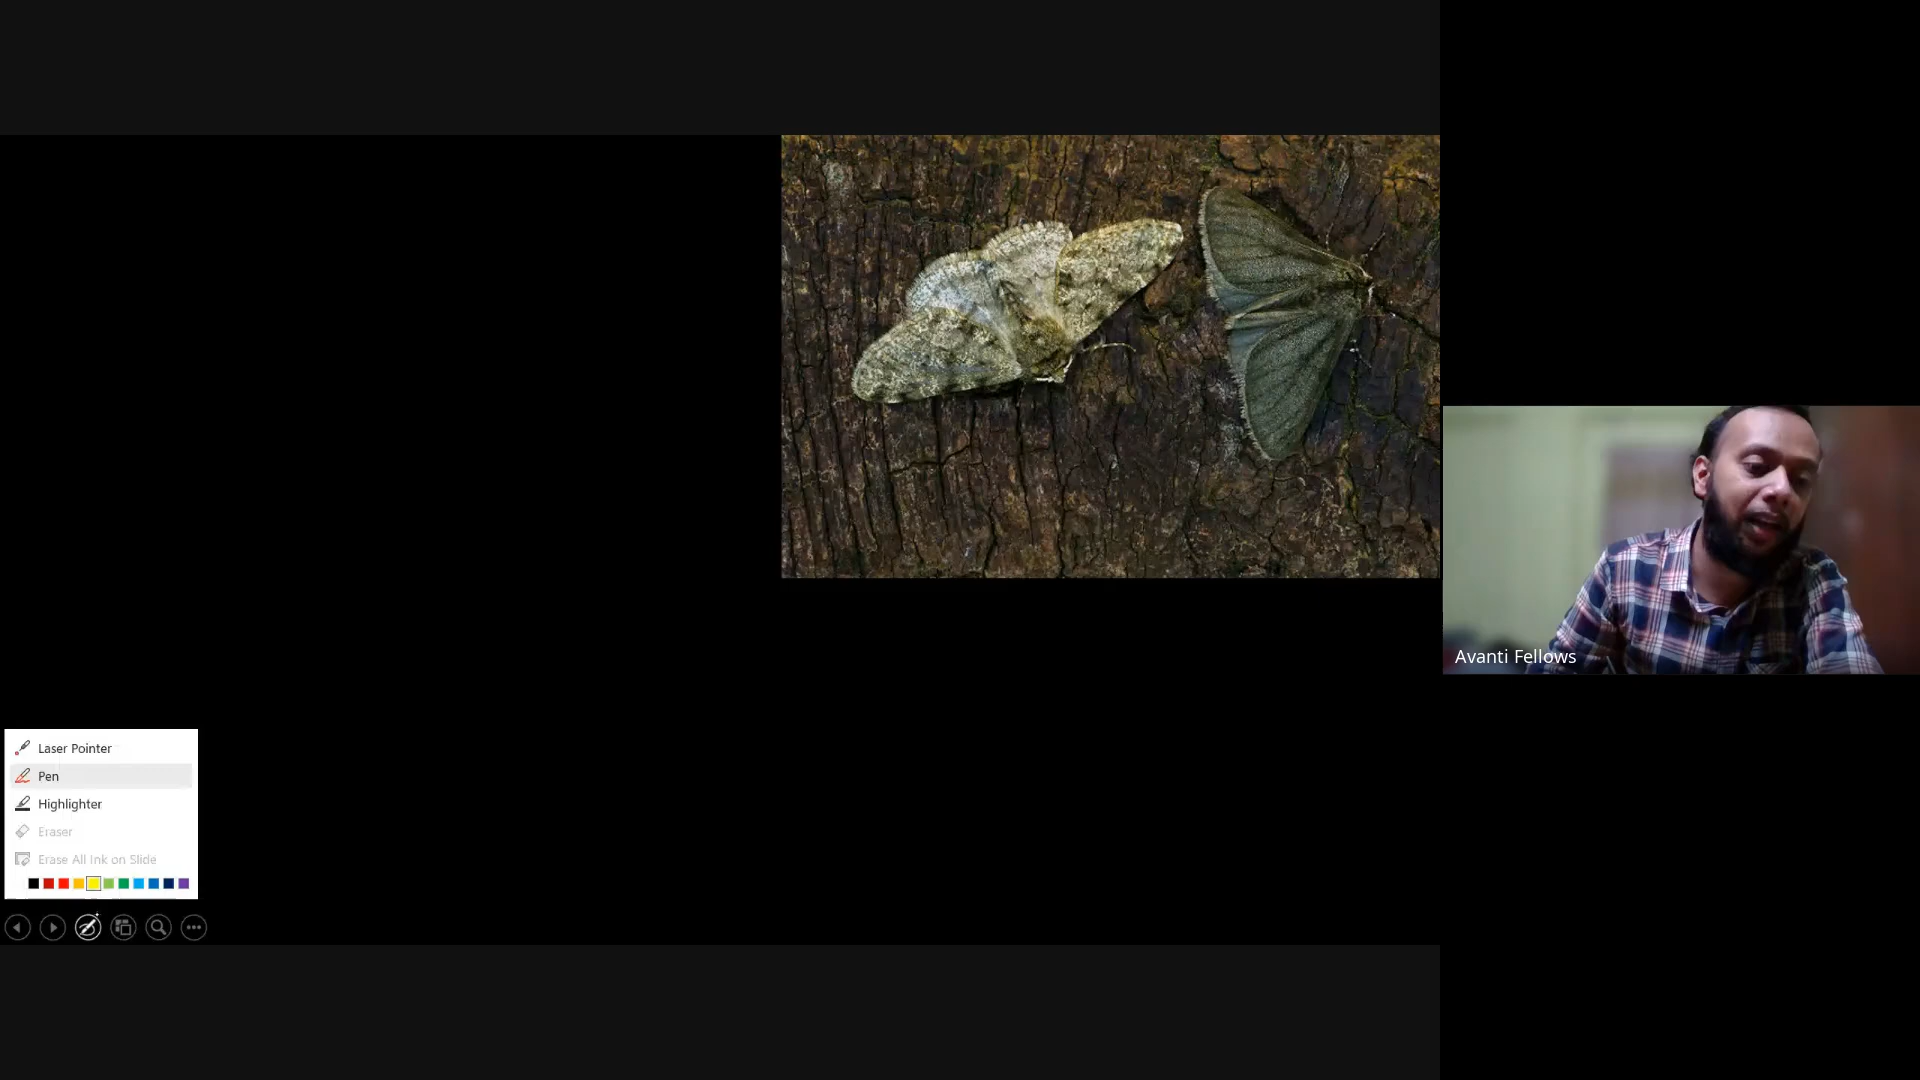 Avanti Fellows
Laser Pointer
Pen
Highlighter
Eraser
Erase All Ink on Slide